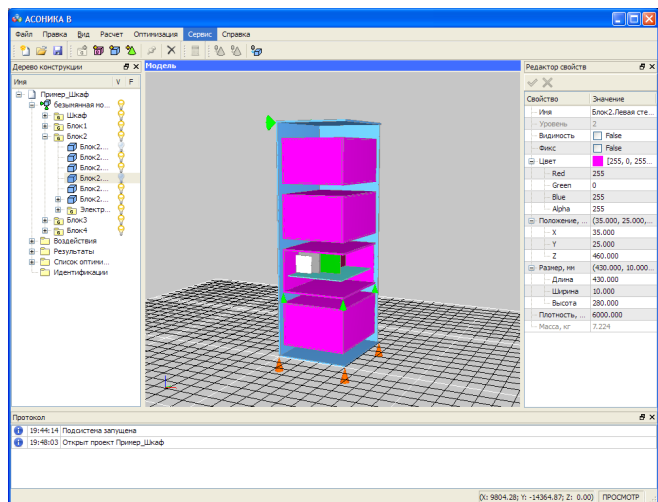 АСОНИКА В
Файл Правка Вид Расчет Оптимизация Сервис Справка
Дерево конструкции
Модель
Редактор свойств
Имя V F
Пример_Шкаф
безымянная мо...
Шкаф
Блок1
Блок2
Блок2....
Блок2....
Блок2....
Блок2....
Блок2....
Электр...
Блок3
Блок4
Воздействия
Результаты
Список оптими...
Идентификации
Свойство Значение
Имя Блок2.Левая сте...
Уровень 2
Видимость False
Фикс False
Цвет [255, 0, 255...
Red 255
Green 0
Blue 255
Alpha 255
Положение, ... (35.000, 25.000,...
X 35.000
Y 25.000
Z 460.000
Размер, мм (430.000, 10.000...
Длина 430.000
Ширина 10.000
Высота 280.000
Плотность, ... 6000.000
Масса, кг 7.224
Протокол
19:44:14 Подсистема запущена
19:48:03 Открыт проект Пример_Шкаф
(X: 9804.28; Y: -14364.87; Z: 0.00) ПРОСМОТР